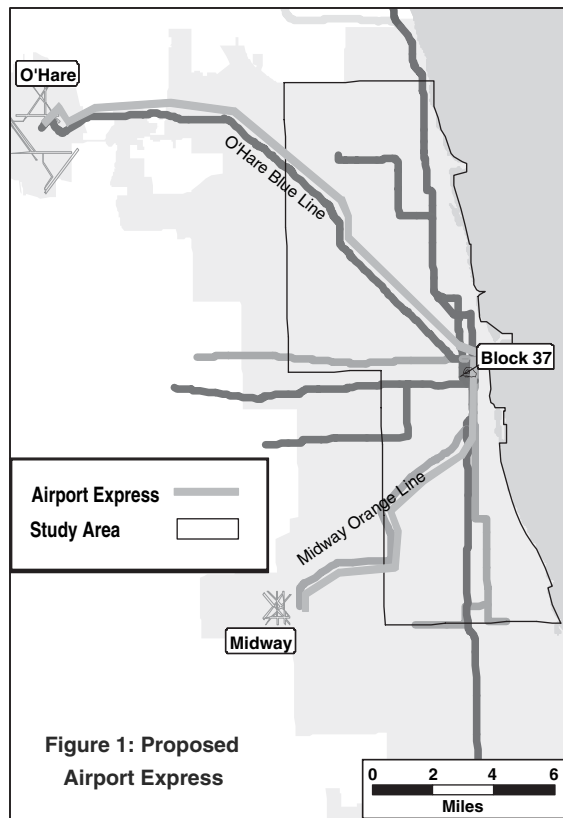 O'Hare
O'Hare Blue Line
Block 37
Airport Express
Study Area
Midway Orange Line
Midway
Figure 1: Proposed
Airport Express
0 2 4 6
Miles